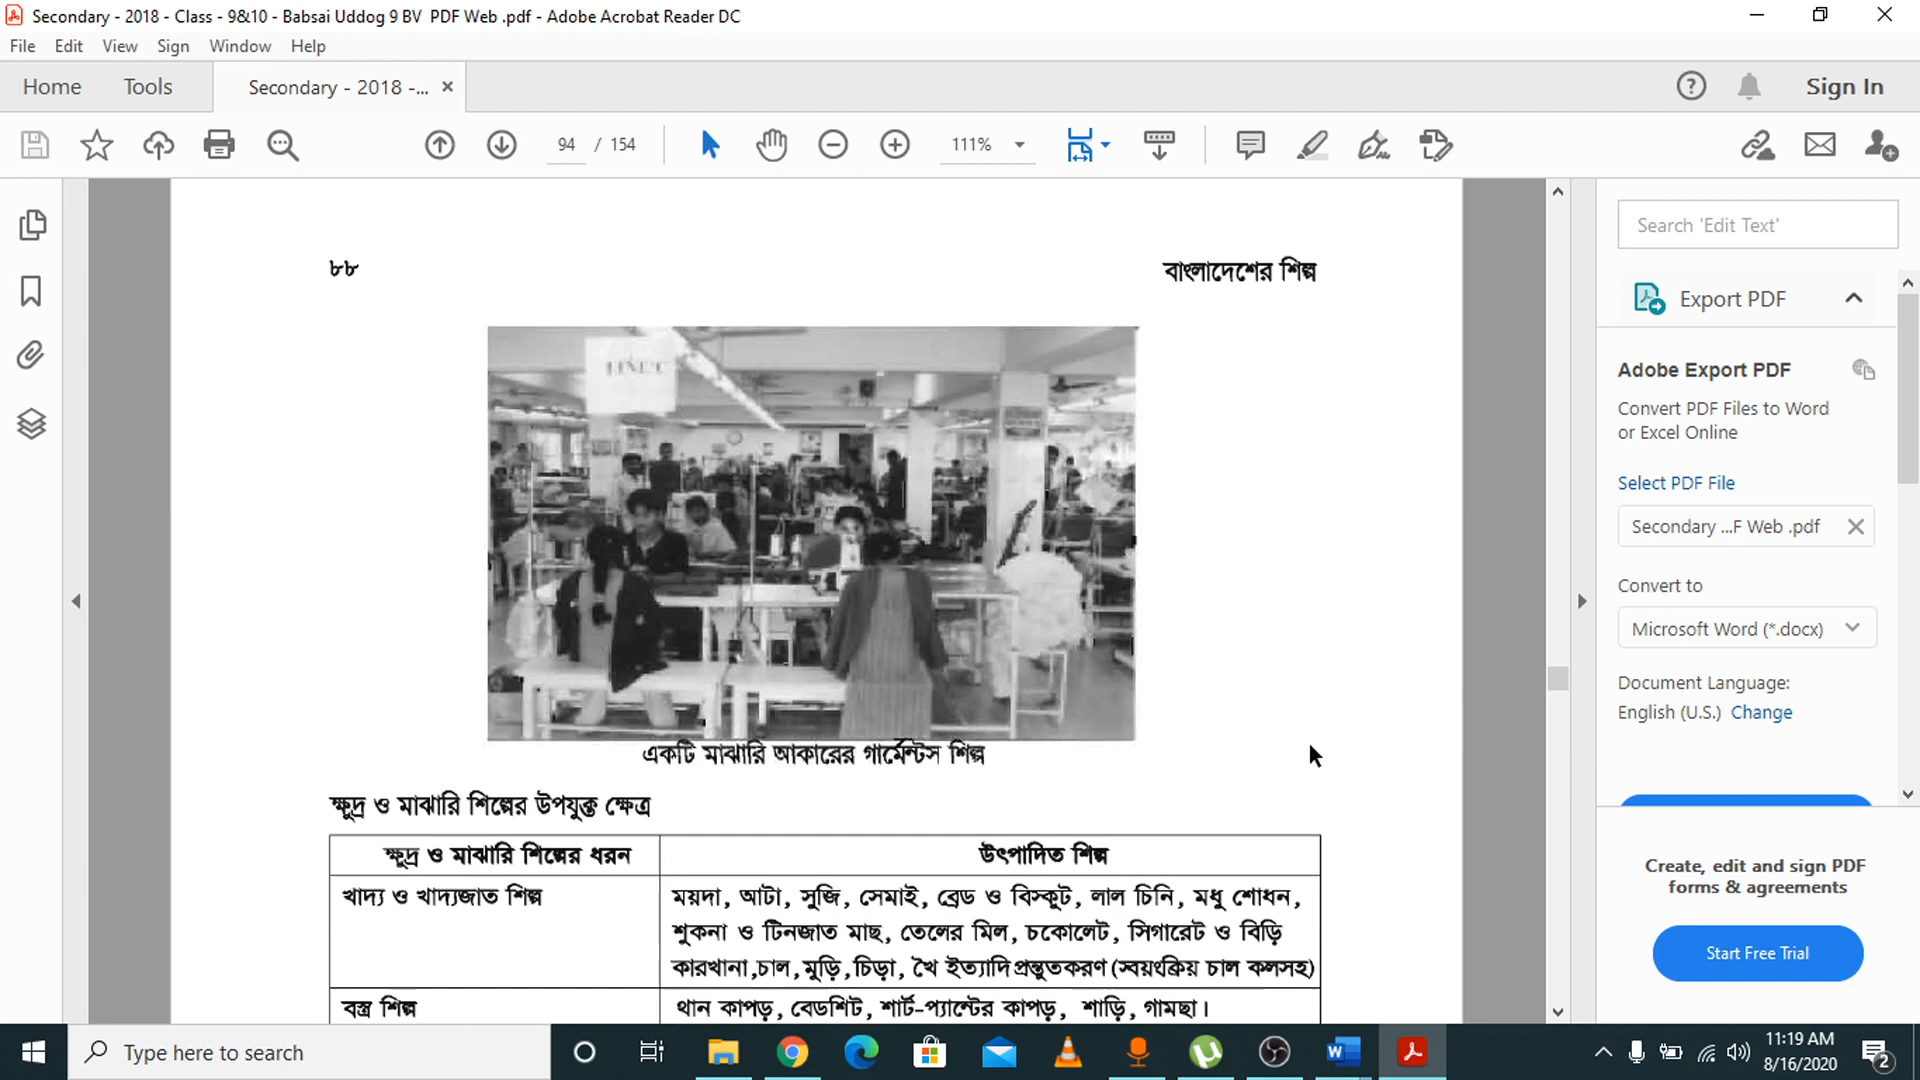 Secondary - 2018 - Class - 9&10 - Babsai Uddog 9 BV PDF Web .pdf - Adobe Acrobat Reader DC
File Edit View Sign Window Help
Home Tools Secondary - 2018 -... Sign In
94 / 154 111%
Search 'Edit Text'
Export PDF
Adobe Export PDF
Convert PDF Files to Word
or Excel Online
Select PDF File
Secondary ...F Web .pdf
Convert to
Microsoft Word (*.docx)
Document Language:
English (U.S.) Change
Create, edit and sign PDF
forms & agreements
Start Free Trial
৮৮ বাংলাদেশের শিল্প
একটি মাঝারি আকারের গার্মেন্টস শিল্প
ক্ষুদ্র ও মাঝারি শিল্পের উপযুক্ত ক্ষেত্র
ক্ষুদ্র ও মাঝারি শিল্পের ধরন উৎপাদিত শিল্প
খাদ্য ও খাদ্যজাত শিল্প ময়দা, আটা, সুজি, সেমাই, ব্রেড ও বিস্কুট, লাল চিনি, মধু শোধন,
শুকনা ও টিনজাত মাছ, তেলের মিল, চকোলেট, সিগারেট ও বিড়ি
কারখানা,চাল,মুড়ি,চিড়া, খৈ ইত্যাদি প্রস্তুতকরণ (স্বয়ংক্রিয় চাল কলসহ)
বস্ত্র শিল্প থান কাপড়, বেডশিট, শার্ট-প্যান্টের কাপড়, শাড়ি, গামছা।
Type here to search
11:19 AM
8/16/2020
2